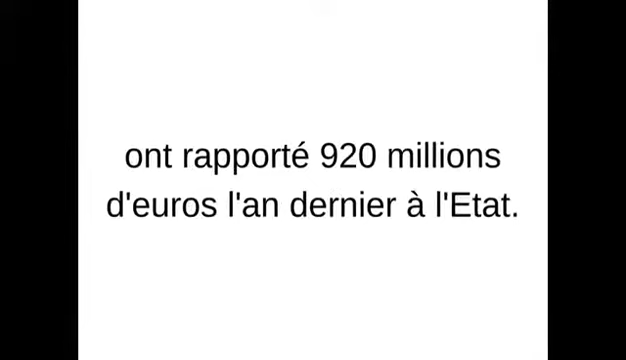 ont rapporté 920 millions
d'euros l'an dernier à l'Etat.